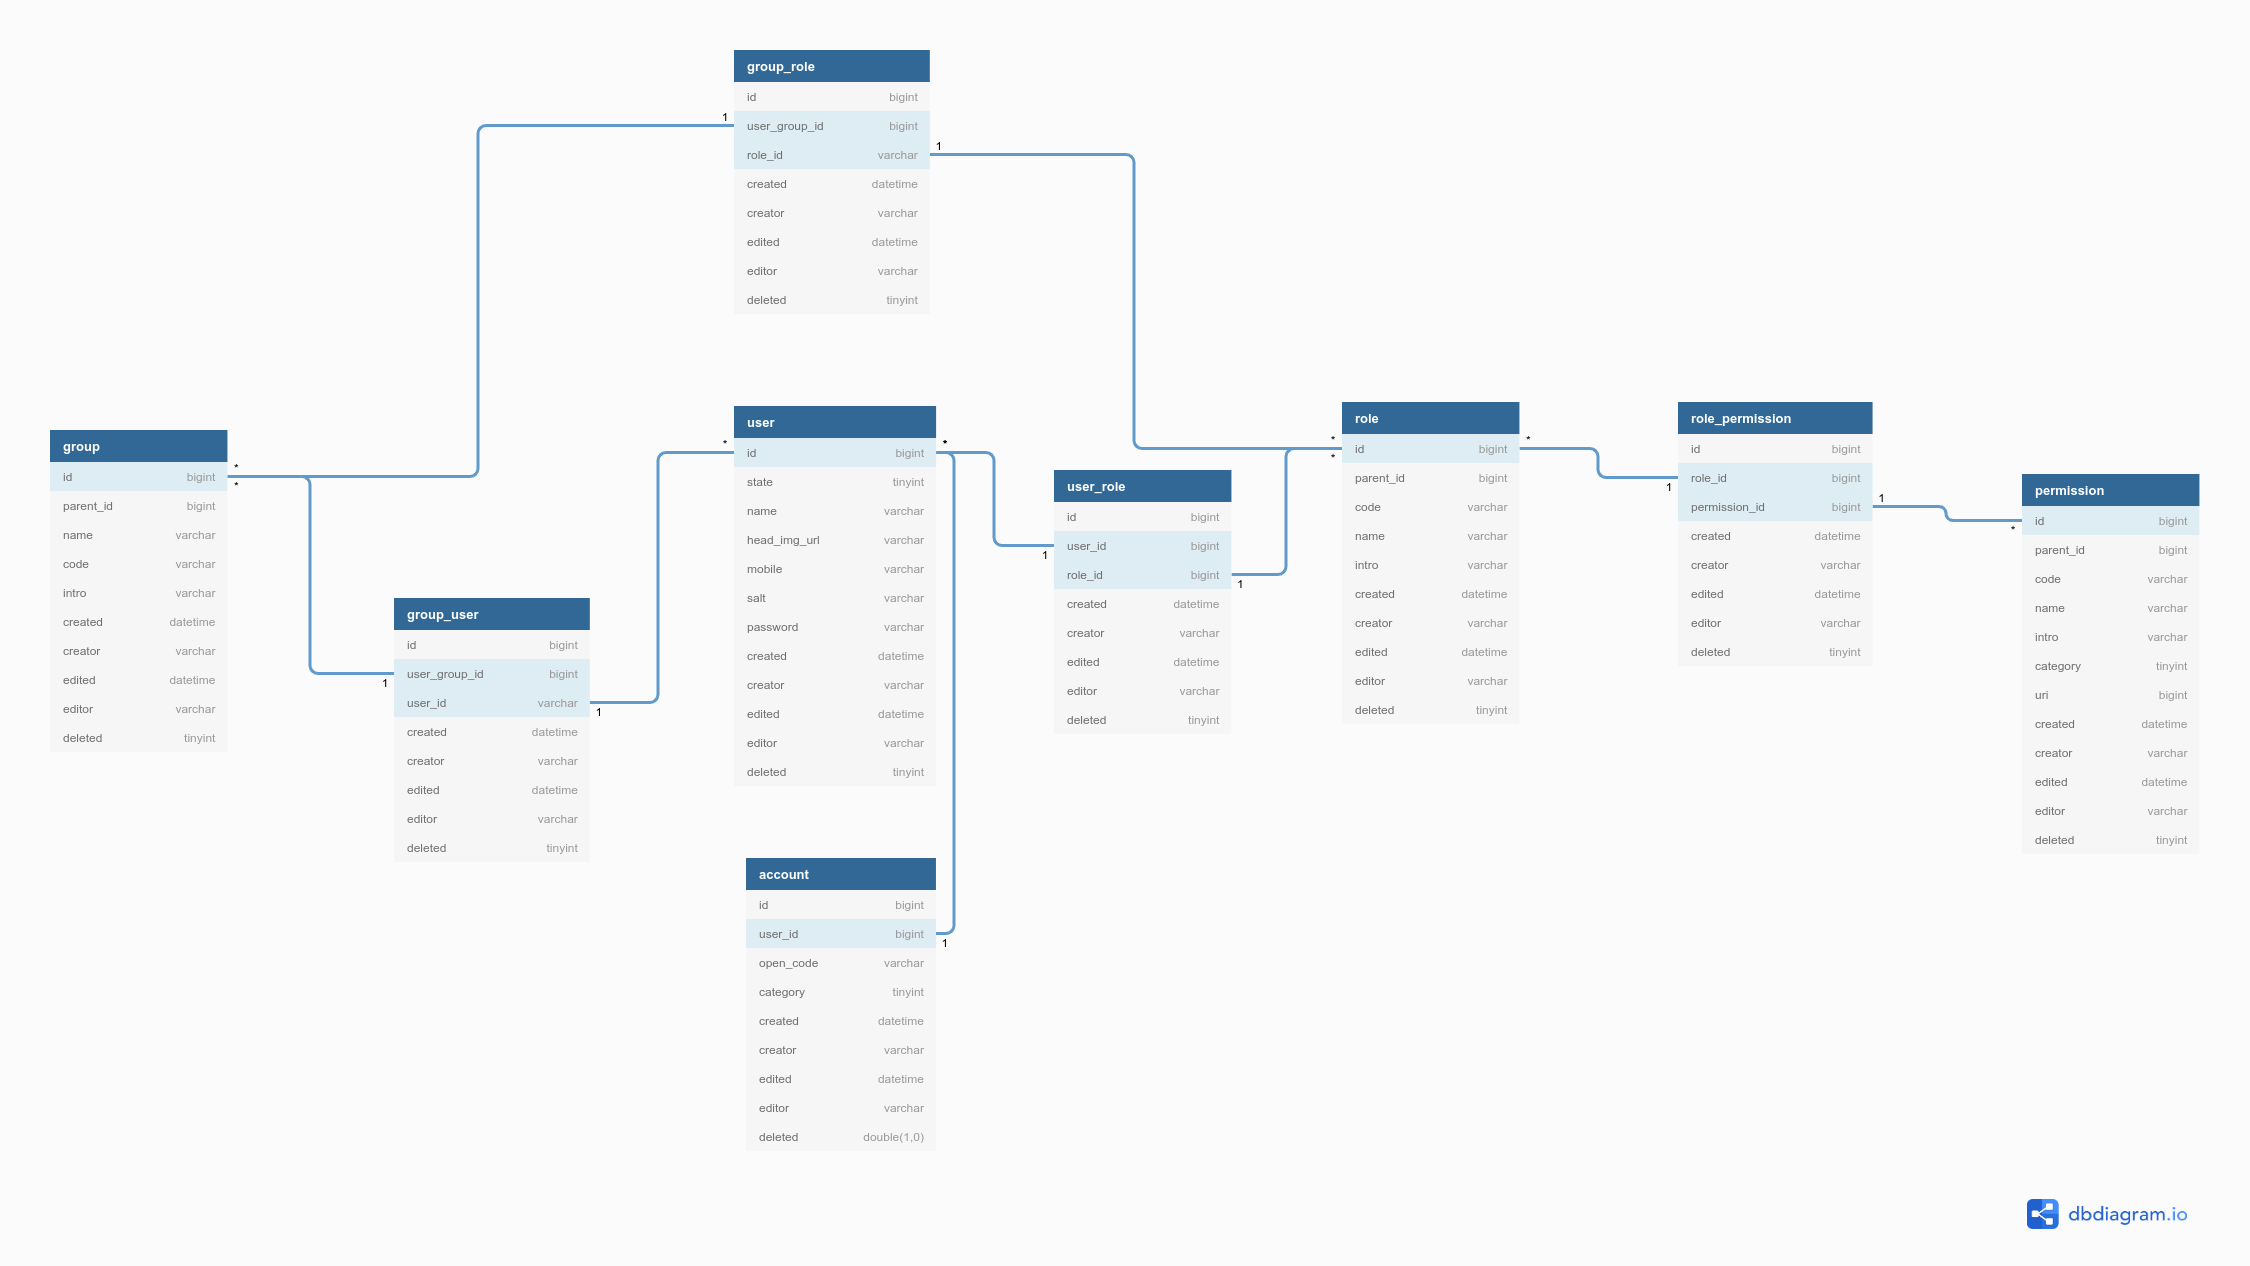 group_role
id bigint
1
user_group_id bigint
1
role_id varchar
created datetime
creator varchar
edited datetime
editor varchar
deleted tinyint
group
*
id bigint
*
parent_id bigint
name varchar
code varchar
intro varchar
created datetime
creator varchar
edited datetime
editor varchar
deleted tinyint
group_user
id bigint
user_group_id bigint
1
user_id varchar
1
created datetime
creator varchar
edited datetime
editor varchar
deleted tinyint
user
* *
id bigint
state tinyint
name varchar
head_img_url varchar
mobile varchar
salt varchar
password varchar
created datetime
creator varchar
edited datetime
editor varchar
deleted tinyint
account
id bigint
user_id bigint
1
open_code varchar
category tinyint
created datetime
creator varchar
edited datetime
editor varchar
deleted double(1,0)
user_role
id bigint
user_id bigint
1
role_id bigint
1
created datetime
creator varchar
edited datetime
editor varchar
deleted tinyint
role
* *
id bigint
*
parent_id bigint
code varchar
name varchar
intro varchar
created datetime
creator varchar
edited datetime
editor varchar
deleted tinyint
role_permission
id bigint
role_id bigint
1
1
permission_id bigint
created datetime
creator varchar
edited datetime
editor varchar
deleted tinyint
permission
id bigint
*
parent_id bigint
code varchar
name varchar
intro varchar
category tinyint
uri bigint
created datetime
creator varchar
edited datetime
editor varchar
deleted tinyint
dbdiagram.io